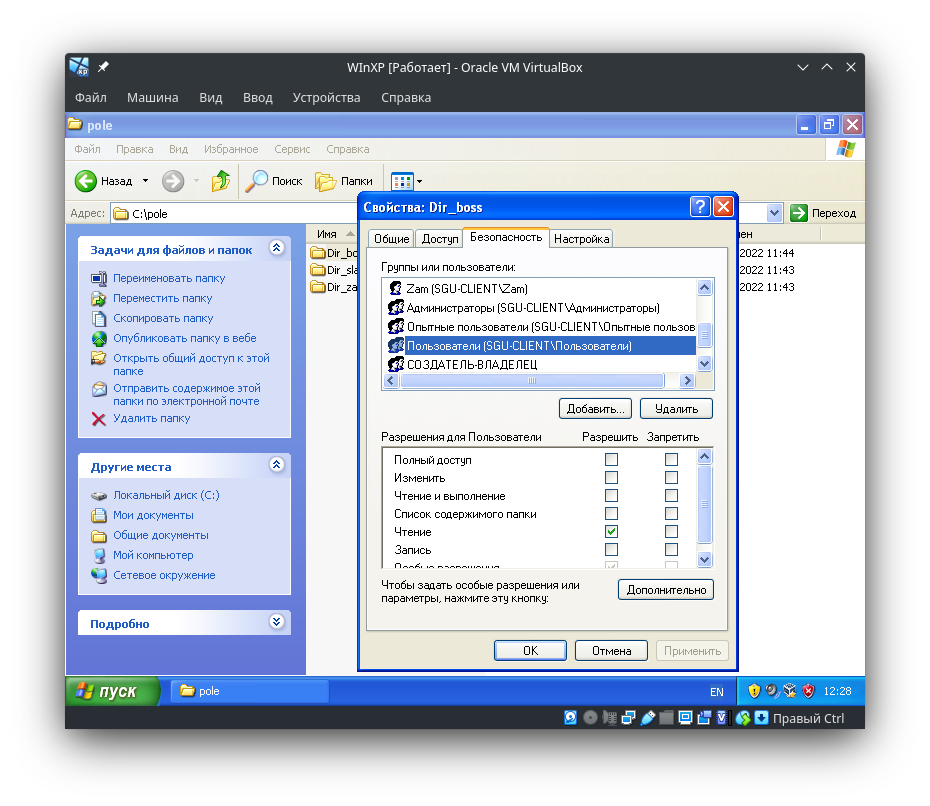 WInXP [Работает] - Oracle VM VirtualBox
Файл Машина Вид Ввод Устройства Справка
pole
Файл Правка Вид Избранное Сервис Справка
Назад Поиск Папки
Адрес: C:\pole Переход
Свойства: Dir_boss
Общие Доступ Безопасность Настройка
Имя
Dir_bo 2022 11:44
Dir_sla 2022 11:43
Dir_za 2022 11:43
Задачи для файлов и папок
Переименовать папку
Переместить папку
Скопировать папку
Опубликовать папку в вебе
Открыть общий доступ к этой
папке
Отправить содержимое этой
папки по электронной почте
Удалить папку
Другие места
Локальный диск (C:)
Мои документы
Общие документы
Мой компьютер
Сетевое окружение
Подробно
Группы или пользователи:
Zam (SGU-CLIENT\Zam)
Администраторы (SGU-CLIENT\Администраторы)
Опытные пользователи (SGU-CLIENT\Опытные пользов
Пользователи (SGU-CLIENT\Пользователи)
СОЗДАТЕЛЬ-ВЛАДЕЛЕЦ
Добавить... Удалить
Разрешения для Пользователи Разрешить Запретить
Полный доступ
Изменить
Чтение и выполнение
Список содержимого папки
Чтение
Запись
Особые разрешения
Чтобы задать особые разрешения или
параметры, нажмите эту кнопку:
Дополнительно
OK Отмена Применить
пуск pole EN 12:28
Правый Ctrl